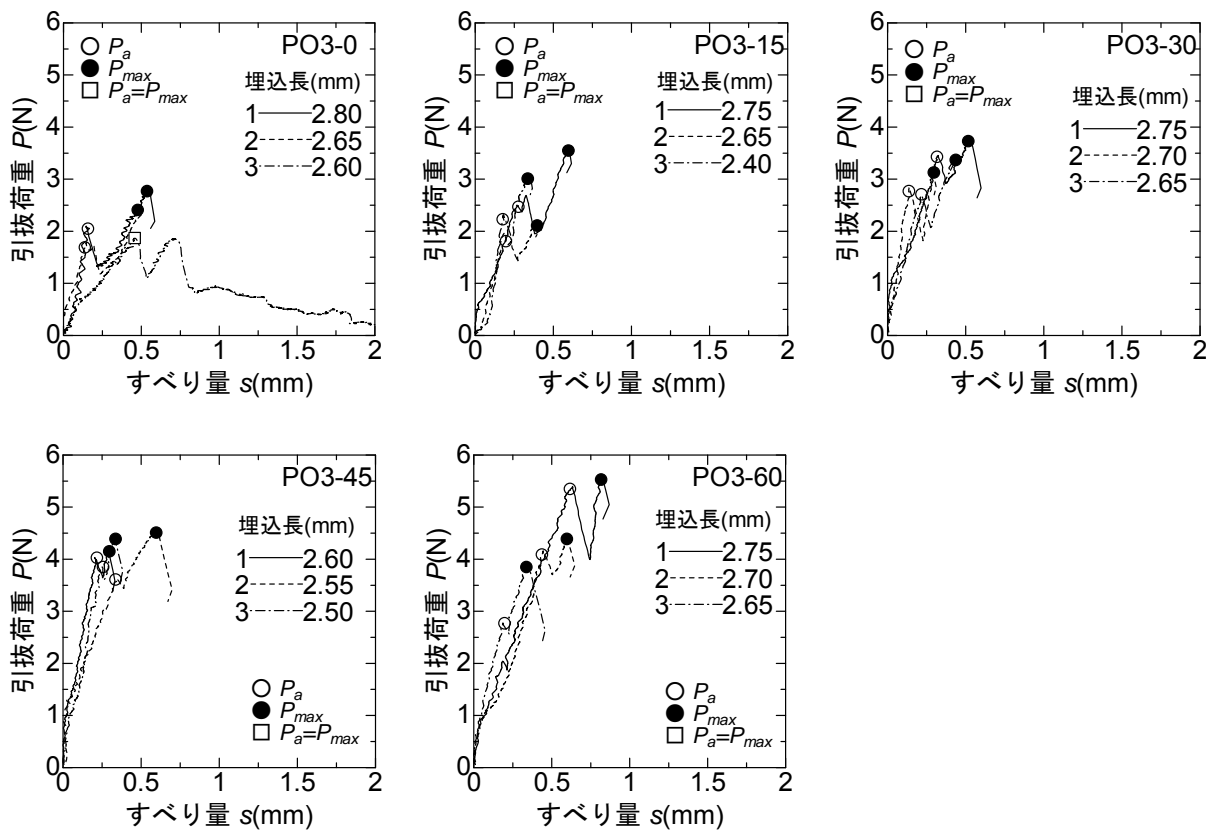 PO3-0
○ Pa
● Pmax
□ Pa=Pmax
埋込長(mm)
1 2.80
2 2.65
3 2.60
引抜荷重 P(N)
6
5
4
3
2
1
0
0 0.5 1 1.5 2
すべり量 s(mm)
PO3-15
○ Pa
● Pmax
□ Pa=Pmax
埋込長(mm)
1 2.75
2 2.65
3 2.40
引抜荷重 P(N)
6
5
4
3
2
1
0
0 0.5 1 1.5 2
すべり量 s(mm)
PO3-30
○ Pa
● Pmax
□ Pa=Pmax
埋込長(mm)
1 2.75
2 2.70
3 2.65
引抜荷重 P(N)
6
5
4
3
2
1
0
0 0.5 1 1.5 2
すべり量 s(mm)
PO3-45
埋込長(mm)
1 2.60
2 2.55
3 2.50
○ Pa
● Pmax
□ Pa=Pmax
引抜荷重 P(N)
6
5
4
3
2
1
0
0 0.5 1 1.5 2
すべり量 s(mm)
PO3-60
埋込長(mm)
1 2.75
2 2.70
3 2.65
○ Pa
● Pmax
□ Pa=Pmax
引抜荷重 P(N)
6
5
4
3
2
1
0
0 0.5 1 1.5 2
すべり量 s(mm)